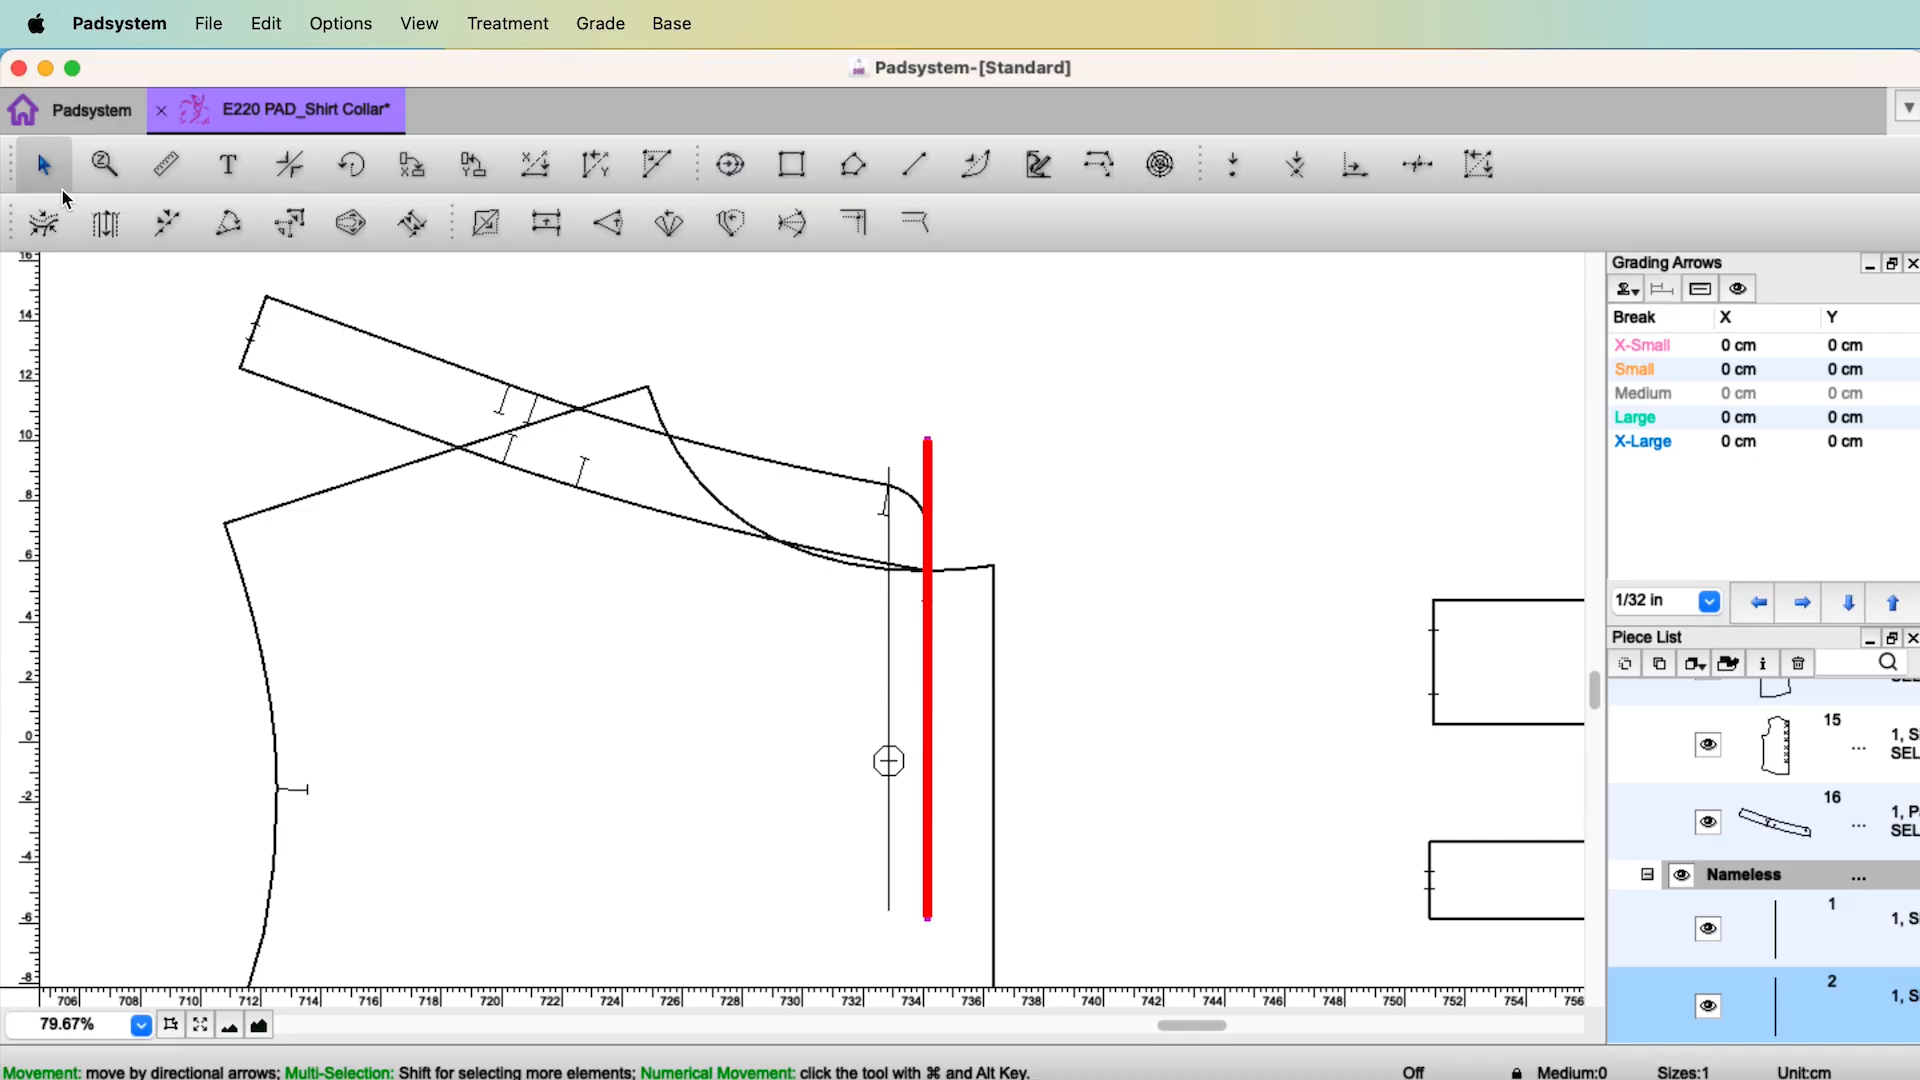 Padsystem File Edit Options View Treatment Grade Base
Padsystem-[Standard]
Padsystem × E220 PAD_Shirt Collar*
Grading Arrows
Break X Y
X-Small 0 cm 0 cm
Small 0 cm 0 cm
Medium 0 cm 0 cm
Large 0 cm 0 cm
X-Large 0 cm 0 cm
1/32 in
Piece List
15
1, S
SEL
16
1, P
SEL
Nameless ...
1
1, S
2
1, S
16
14
12
10
8
6
4
2
0
-2
-4
-6
-8
706 708 710 712 714 716 718 720 722 724 726 728 730 732 734 736 738 740 742 744 746 748 750 752 754 756
79.67%
Movement: move by directional arrows; Multi-Selection: Shift for selecting more elements; Numerical Movement: click the tool with ⌘ and Alt Key. Off Medium:0 Sizes:1 Unit:cm